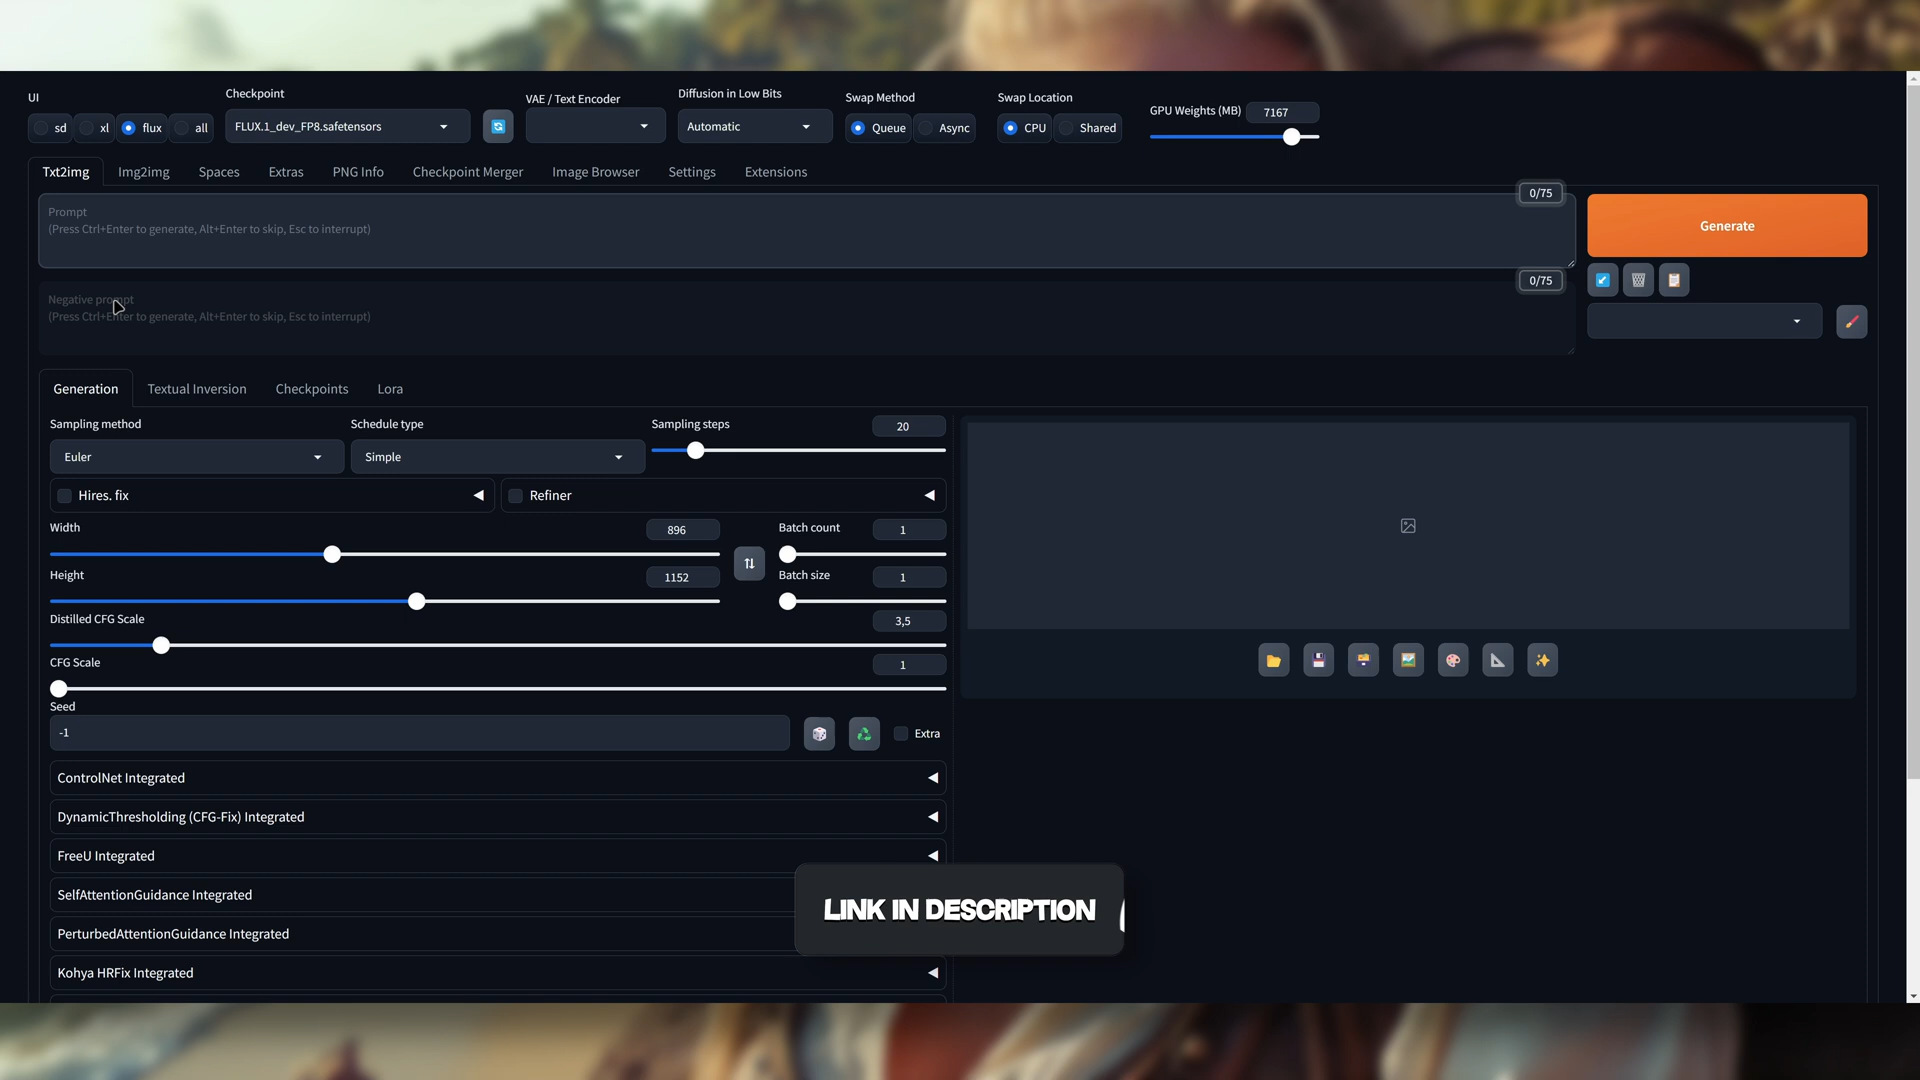 UI
Checkpoint
VAE / Text Encoder
Diffusion in Low Bits
Swap Method
Swap Location
GPU Weights (MB)
7167
sd
xl
flux
all
FLUX.1_dev_FP8.safetensors
Automatic
Queue
Async
CPU
Shared
Txt2img
Img2img
Spaces
Extras
PNG Info
Checkpoint Merger
Image Browser
Settings
Extensions
0/75
Prompt
(Press Ctrl+Enter to generate, Alt+Enter to skip, Esc to interrupt)
Generate
0/75
Negative prompt
(Press Ctrl+Enter to generate, Alt+Enter to skip, Esc to interrupt)
Generation
Textual Inversion
Checkpoints
Lora
Sampling method
Schedule type
Sampling steps
20
Euler
Simple
Hires. fix
Refiner
Width
896
Batch count
1
Height
1152
Batch size
1
Distilled CFG Scale
3,5
CFG Scale
1
Seed
-1
Extra
ControlNet Integrated
DynamicThresholding (CFG-Fix) Integrated
FreeU Integrated
SelfAttentionGuidance Integrated
LINK IN DESCRIPTION
PerturbedAttentionGuidance Integrated
Kohya HRFix Integrated